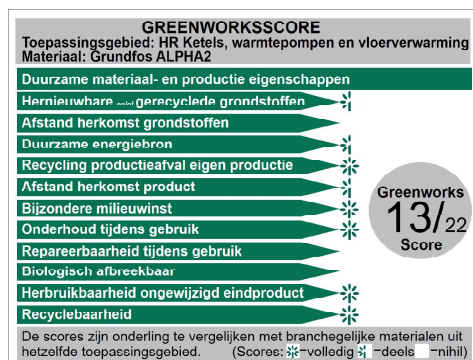 GREENWORKSSCORE
Toepassingsgebied: HR Ketels, warmtepompen en vloerverwarming
Materiaal: Grundfos ALPHA2
Duurzame materiaal- en productie eigenschappen
Hernieuwbare en/of gerecyclede grondstoffen
Afstand herkomst grondstoffen
Duurzame energiebron
Recycling productieafval eigen productie
Afstand herkomst product
Bijzondere milieuwinst
Onderhoud tijdens gebruik
Repareerbaarheid tijdens gebruik
Biologisch afbreekbaar
Herbruikbaarheid ongewijzigd eindproduct
Recyclebaarheid
Greenworks
13/22
Score
De scores zijn onderling te vergelijken met branchegelijke materialen uit
hetzelfde toepassingsgebied. (Scores: =volledig =deels =nihil)